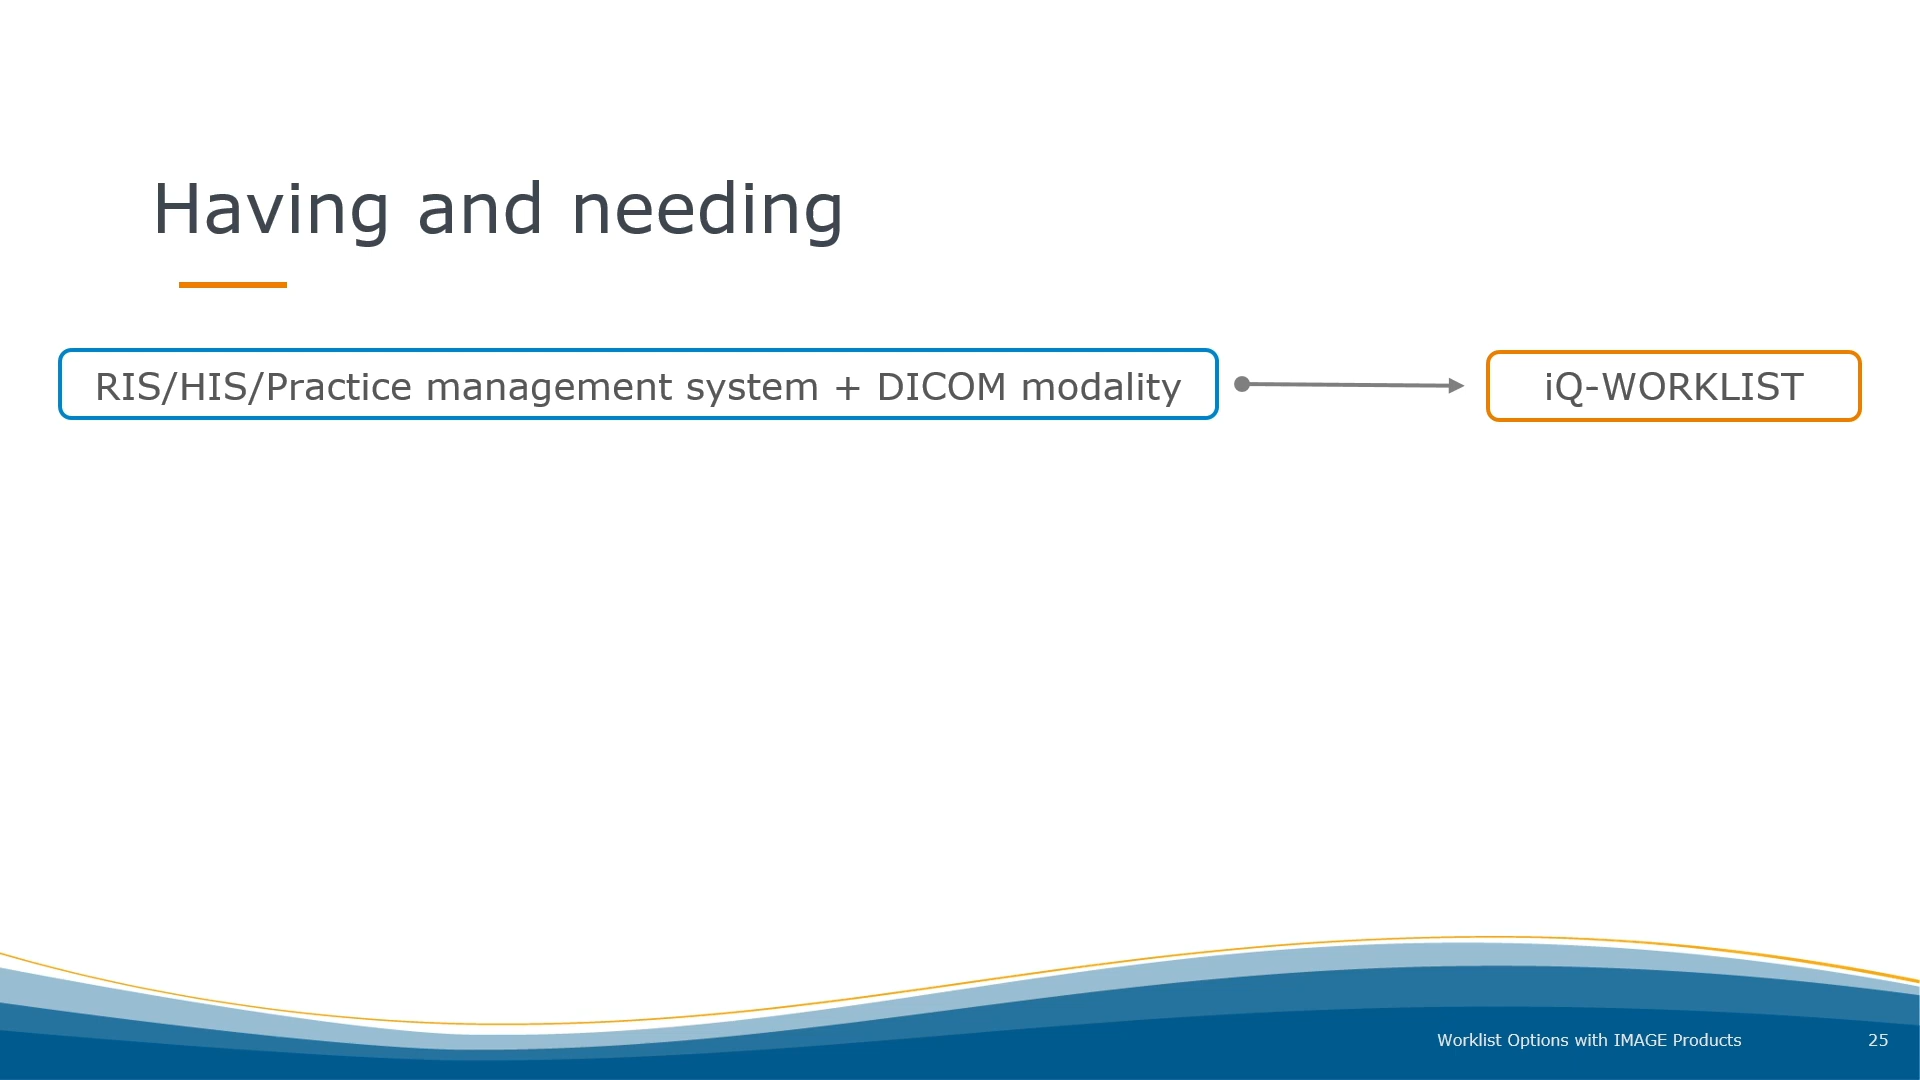 Having and needing
RIS/HIS/Practice management system + DICOM modality
iQ-WORKLIST
Worklist Options with IMAGE Products
25